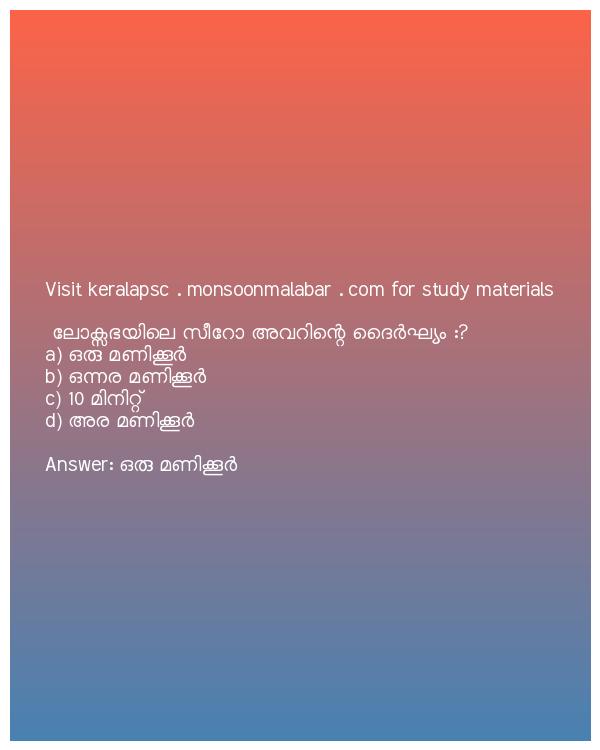 Visit keralapsc . monsoonmalabar . com for study materials
ലോക്സഭയിലെ സീറോ അവറിന്റെ ദൈർഘ്യം :?
a) ഒരു മണിക്കൂർ
b) ഒന്നര മണിക്കൂർ
c) 10 മിനിറ്റ്
d) അര മണിക്കൂർ
Answer: ഒരു മണിക്കൂർ